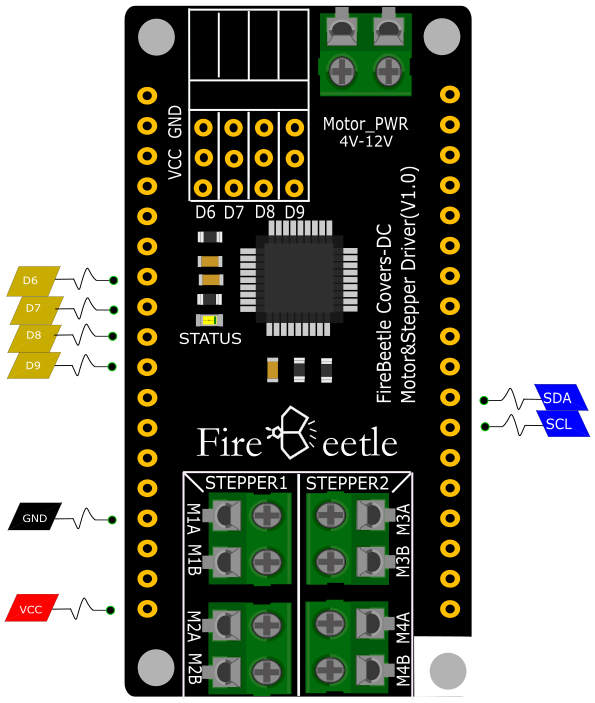 VCC GND
Motor_PWR
4V-12V
D6 D7 D8 D9
FireBeetle Covers-DC
Motor&Stepper Driver(V1.0)
STATUS
D6
D7
D8
D9
SDA
SCL
Fire eetle
STEPPER1 STEPPER2
M1A
M1B
M2A
M2B
M3A
M3B
M4A
M4B
GND
VCC